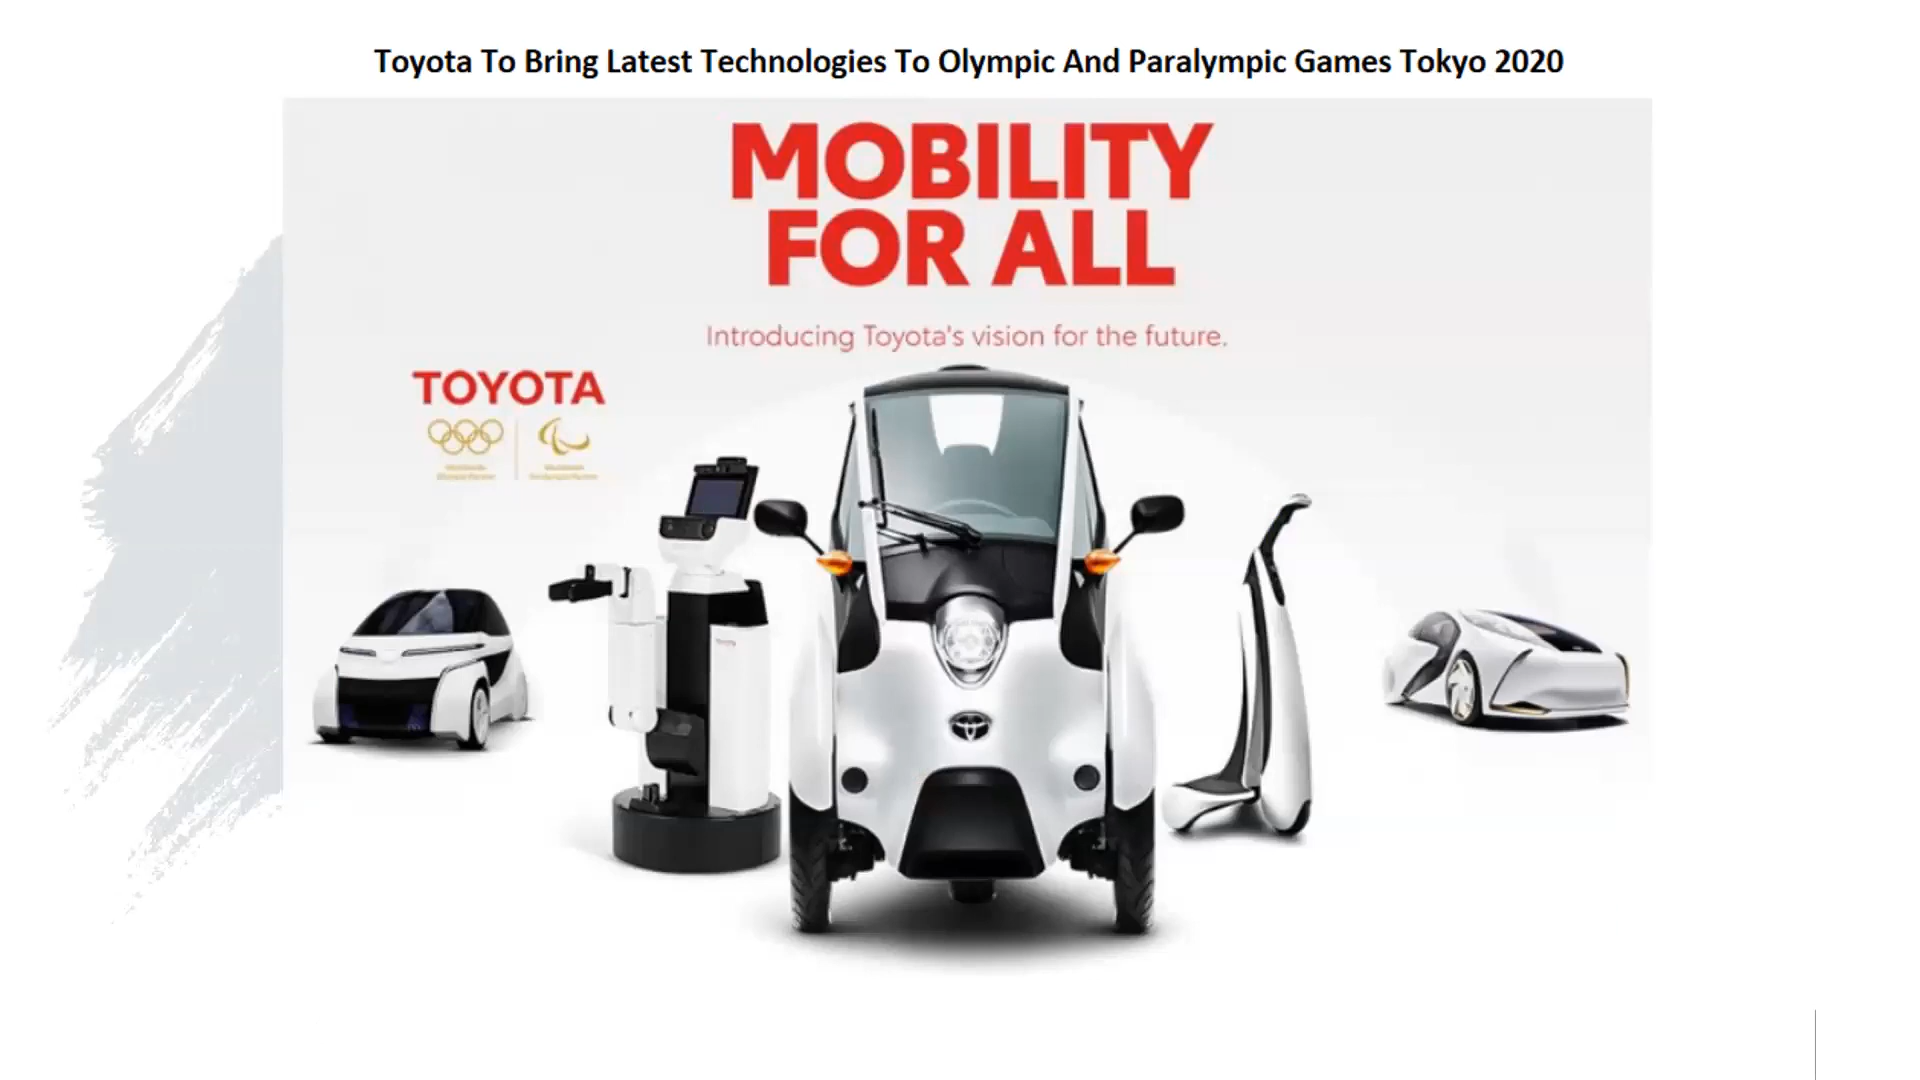 Toyota To Bring Latest Technologies To Olympic And Paralympic Games Tokyo 2020
MOBILITY
FOR ALL
Introducing Toyota's vision for the future.
TOYOTA